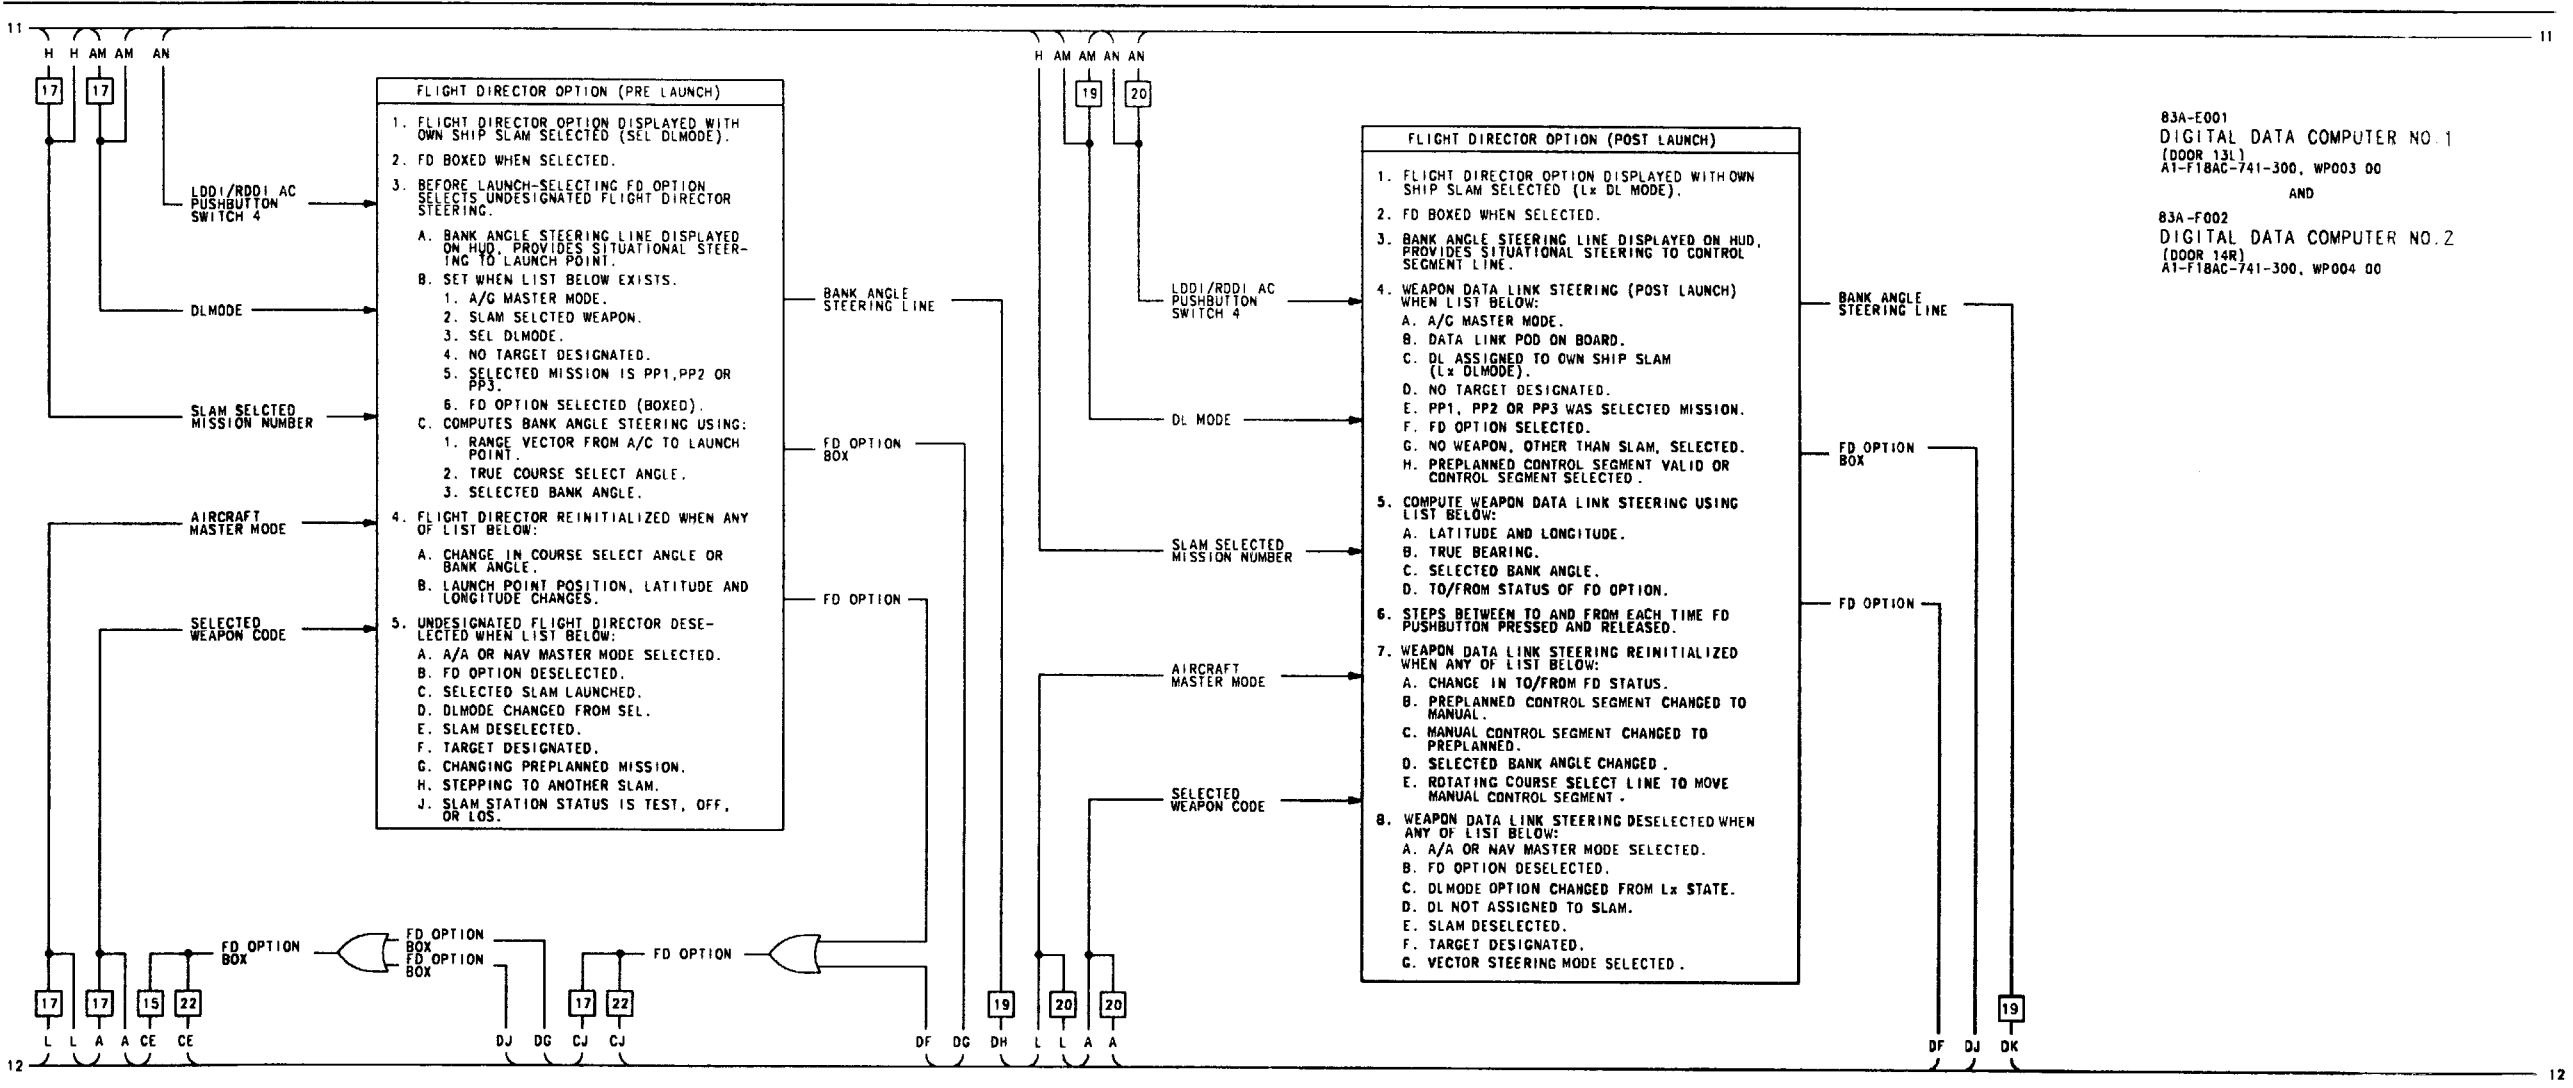 11
H H AM AM AN
17 17
FLIGHT DIRECTOR OPTION (PRE LAUNCH)
1. FLIGHT DIRECTOR OPTION DISPLAYED WITH
OWN SHIP SLAM SELECTED (SEL DLMODE).
2. FD BOXED WHEN SELECTED.
3. BEFORE LAUNCH-SELECTING FD OPTION
SELECTS UNDESIGNATED FLIGHT DIRECTOR
STEERING.
A. BANK ANGLE STEERING LINE DISPLAYED
ON HUD, PROVIDES SITUATIONAL STEER-
ING TO LAUNCH POINT.
B. SET WHEN LIST BELOW EXISTS.
1. A/G MASTER MODE.
2. SLAM SELCTED WEAPON.
3. SEL DLMODE.
4. NO TARGET DESIGNATED.
5. SELECTED MISSION IS PP1,PP2 OR
PP3.
6. FD OPTION SELECTED (BOXED).
C. COMPUTES BANK ANGLE STEERING USING:
1. RANGE VECTOR FROM A/C TO LAUNCH
POINT.
2. TRUE COURSE SELECT ANGLE.
3. SELECTED BANK ANGLE.
4. FLIGHT DIRECTOR REINITIALIZED WHEN ANY
OF LIST BELOW:
A. CHANGE IN COURSE SELECT ANGLE OR
BANK ANGLE.
B. LAUNCH POINT POSITION, LATITUDE AND
LONGITUDE CHANGES.
5. UNDESIGNATED FLIGHT DIRECTOR DESE-
LECTED WHEN LIST BELOW:
A. A/A OR NAV MASTER MODE SELECTED.
B. FD OPTION DESELECTED.
C. SELECTED SLAM LAUNCHED.
D. DLMODE CHANGED FROM SEL.
E. SLAM DESELECTED.
F. TARGET DESIGNATED.
G. CHANGING PREPLANNED MISSION.
H. STEPPING TO ANOTHER SLAM.
J. SLAM STATION STATUS IS TEST, OFF,
OR LOS.
LDDI/RDDI AC
PUSHBUTTON
SWITCH 4
DLMODE
SLAM SELCTED
MISSION NUMBER
AIRCRAFT
MASTER MODE
SELECTED
WEAPON CODE
BANK ANGLE
STEERING LINE
FD OPTION
BOX
FD OPTION
FD OPTION
BOX
FD OPTION
BOX
FD OPTION
BOX
FD OPTION
17 17 15 22 17 22 19
L L A A CE CE DJ DG CJ CJ DF DG DH
H AM AM AN AN
19 20
FLIGHT DIRECTOR OPTION (POST LAUNCH)
1. FLIGHT DIRECTOR OPTION DISPLAYED WITH OWN
SHIP SLAM SELECTED (Lx DL MODE).
2. FD BOXED WHEN SELECTED.
3. BANK ANGLE STEERING LINE DISPLAYED ON HUD,
PROVIDES SITUATIONAL STEERING TO CONTROL
SEGMENT LINE.
4. WEAPON DATA LINK STEERING (POST LAUNCH)
WHEN LIST BELOW:
A. A/G MASTER MODE.
B. DATA LINK POD ON BOARD.
C. DL ASSIGNED TO OWN SHIP SLAM
(Lx DLMODE).
D. NO TARGET DESIGNATED.
E. PP1, PP2 OR PP3 WAS SELECTED MISSION.
F. FD OPTION SELECTED.
G. NO WEAPON, OTHER THAN SLAM, SELECTED.
H. PREPLANNED CONTROL SEGMENT VALID OR
CONTROL SEGMENT SELECTED.
5. COMPUTE WEAPON DATA LINK STEERING USING
LIST BELOW:
A. LATITUDE AND LONGITUDE.
B. TRUE BEARING.
C. SELECTED BANK ANGLE.
D. TO/FROM STATUS OF FD OPTION.
6. STEPS BETWEEN TO AND FROM EACH TIME FD
PUSHBUTTON PRESSED AND RELEASED.
7. WEAPON DATA LINK STEERING REINITIALIZED
WHEN ANY OF LIST BELOW:
A. CHANGE IN TO/FROM FD STATUS.
B. PREPLANNED CONTROL SEGMENT CHANGED TO
MANUAL.
C. MANUAL CONTROL SEGMENT CHANGED TO
PREPLANNED.
D. SELECTED BANK ANGLE CHANGED.
E. ROTATING COURSE SELECT LINE TO MOVE
MANUAL CONTROL SEGMENT.
8. WEAPON DATA LINK STEERING DESELECTED WHEN
ANY OF LIST BELOW:
A. A/A OR NAV MASTER MODE SELECTED.
B. FD OPTION DESELECTED.
C. DLMODE OPTION CHANGED FROM Lx STATE.
D. DL NOT ASSIGNED TO SLAM.
E. SLAM DESELECTED.
F. TARGET DESIGNATED.
G. VECTOR STEERING MODE SELECTED.
LDDI/RDDI AC
PUSHBUTTON
SWITCH 4
DL MODE
SLAM SELECTED
MISSION NUMBER
AIRCRAFT
MASTER MODE
SELECTED
WEAPON CODE
BANK ANGLE
STEERING LINE
FD OPTION
BOX
FD OPTION
20 20 19
L L A A DF DJ DK
83A-E001
DIGITAL DATA COMPUTER NO.1
(DOOR 13L)
A1-F18AC-741-300, WP003 00
AND
83A-F002
DIGITAL DATA COMPUTER NO.2
(DOOR 14R)
A1-F18AC-741-300, WP004 00
11
12
12